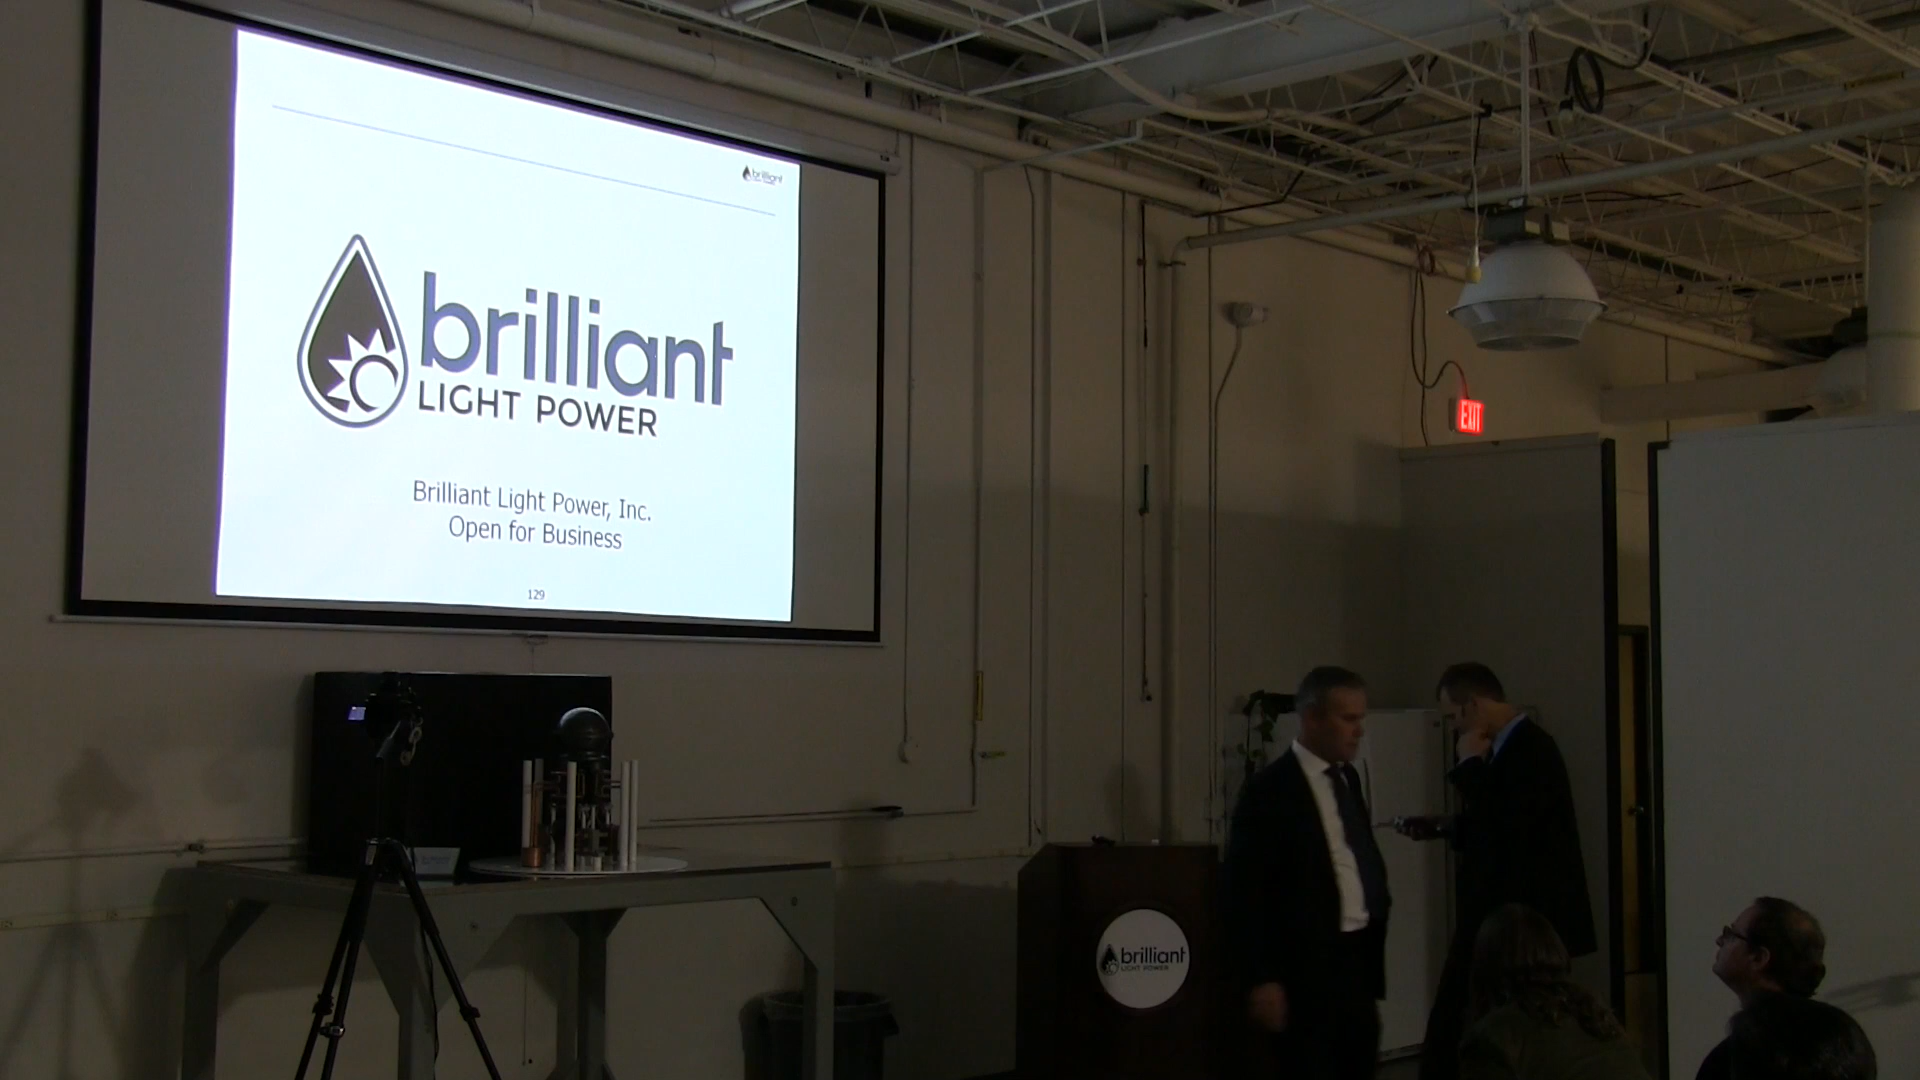 brilliant
brilliant
LIGHT POWER
Brilliant Light Power, Inc.
Open for Business
129
EXIT
brilliant
LIGHT POWER